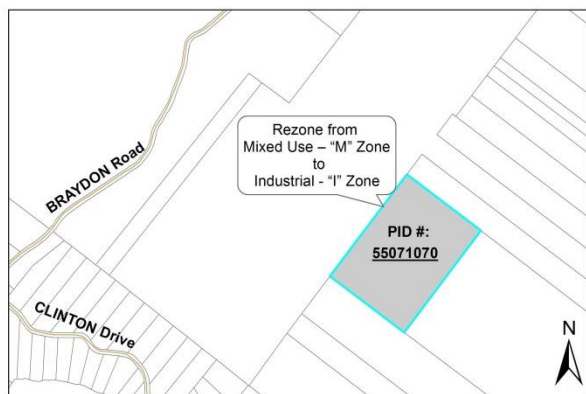 BRAYDON Road
Rezone from
Mixed Use – "M" Zone
to
Industrial - "I" Zone
PID #:
55071070
CLINTON Drive
N